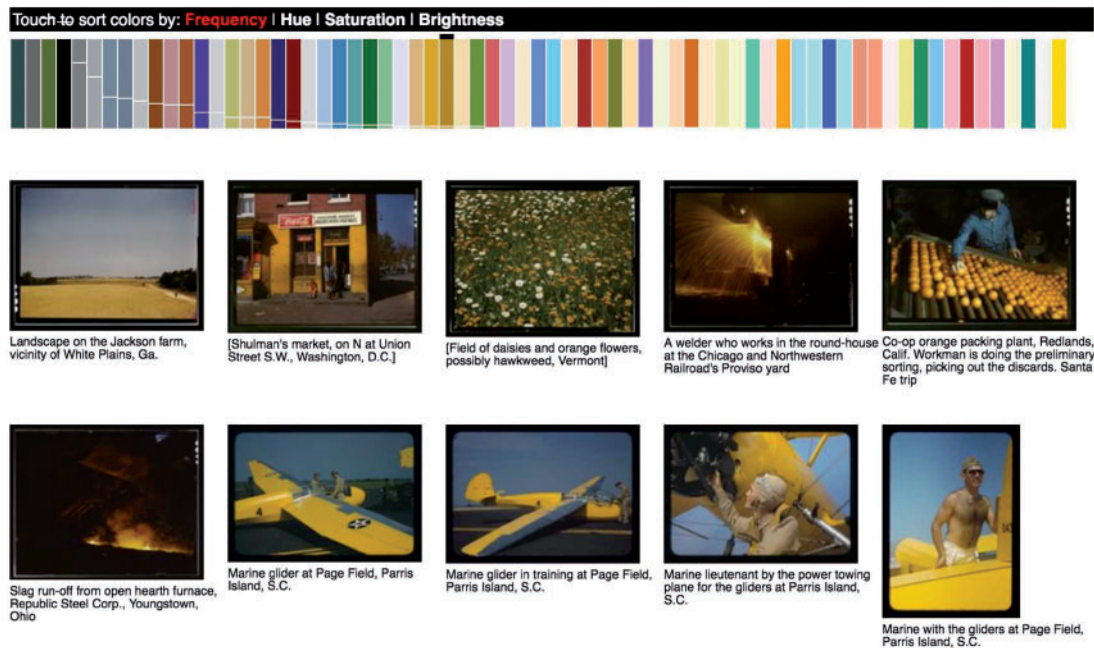 Touch to sort colors by: Frequency | Hue | Saturation | Brightness
Landscape on the Jackson farm,
vicinity of White Plains, Ga.
[Shulman's market, on N at Union
Street S.W., Washington, D.C.]
[Field of daisies and orange flowers,
possibly hawkweed, Vermont]
A welder who works in the round-house
at the Chicago and Northwestern
Railroad's Proviso yard
Co-op orange packing plant, Redlands,
Calif. Workman is doing the preliminary
sorting, picking out the discards. Santa
Fe trip
Slag run-off from open hearth furnace,
Republic Steel Corp., Youngstown,
Ohio
4
Marine glider at Page Field, Parris
Island, S.C.
Marine glider in training at Page Field,
Parris Island, S.C.
Marine lieutenant by the power towing
plane for the gliders at Parris Island,
S.C.
Marine with the gliders at Page Field,
Parris Island, S.C.